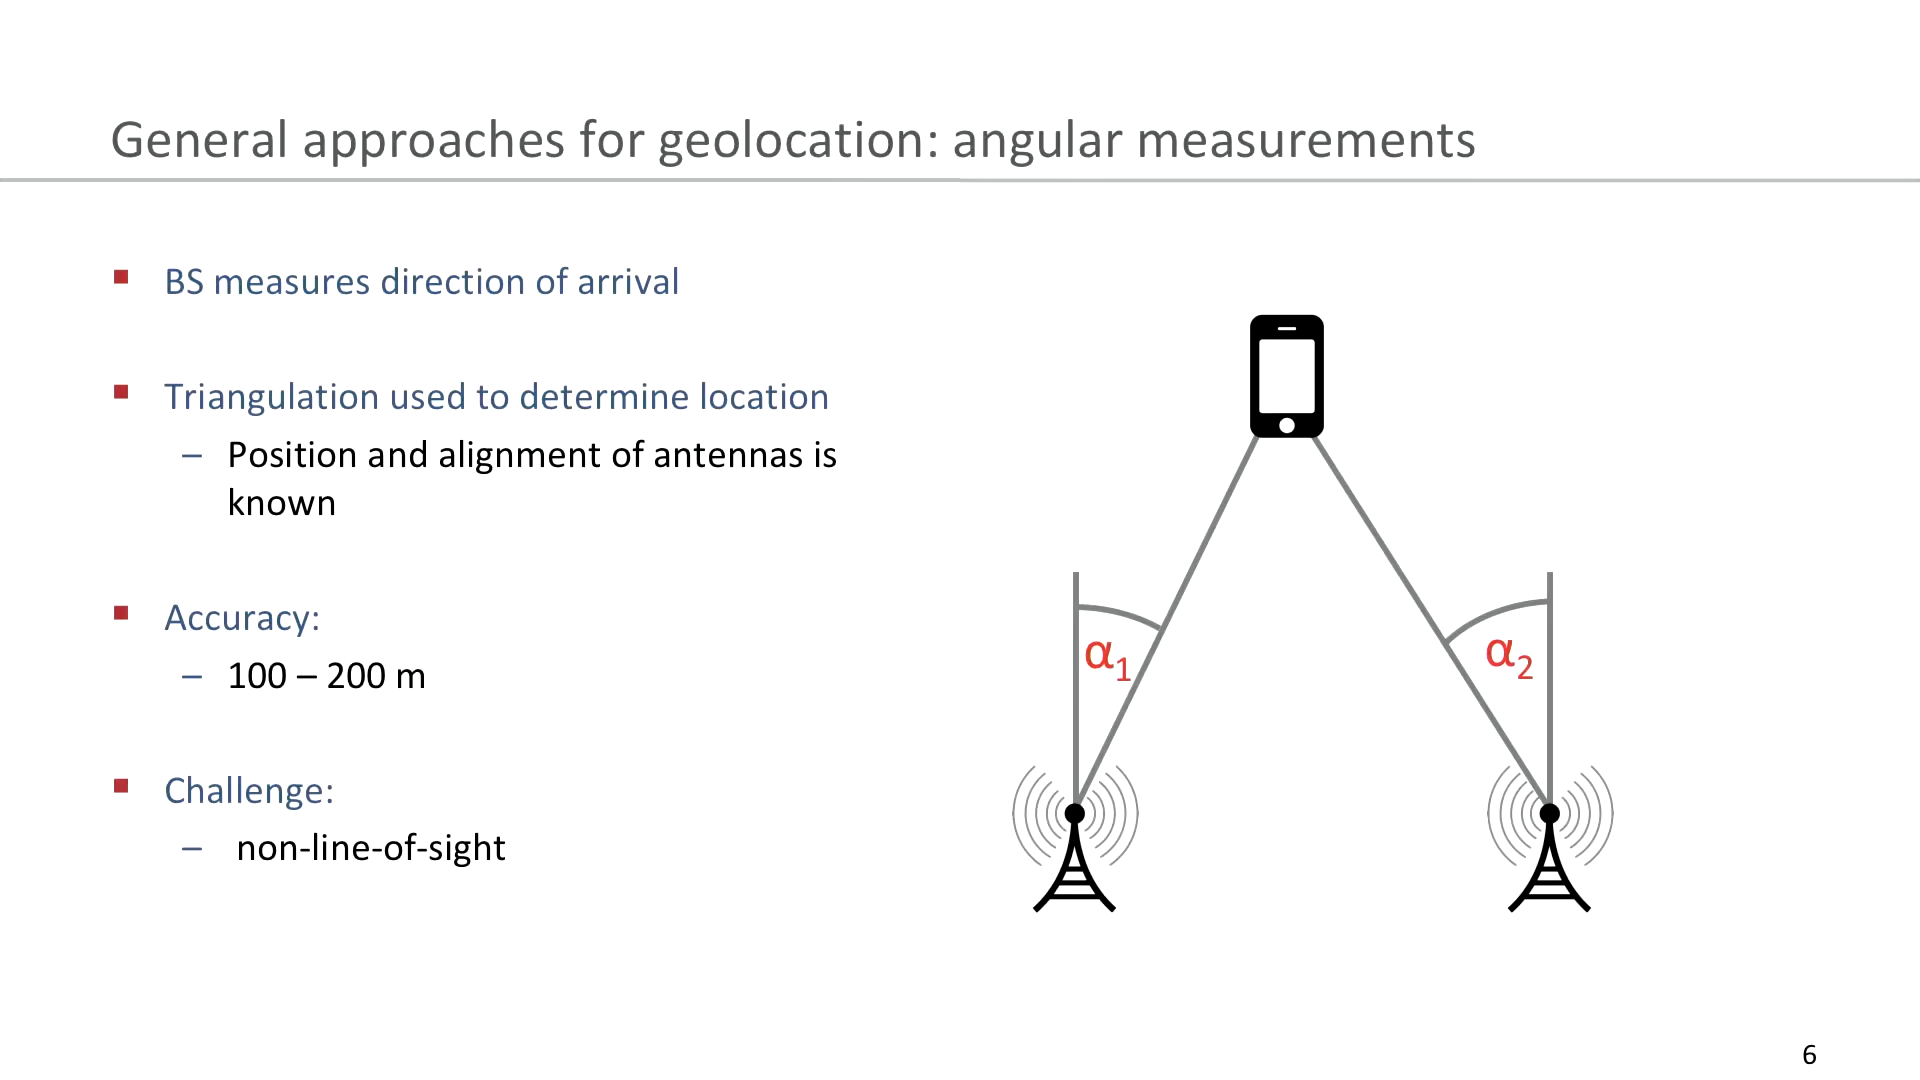 General approaches for geolocation: angular measurements
BS measures direction of arrival
Triangulation used to determine location
– Position and alignment of antennas is
known
Accuracy:
– 100 – 200 m
Challenge:
– non-line-of-sight
α₁
α₂
6